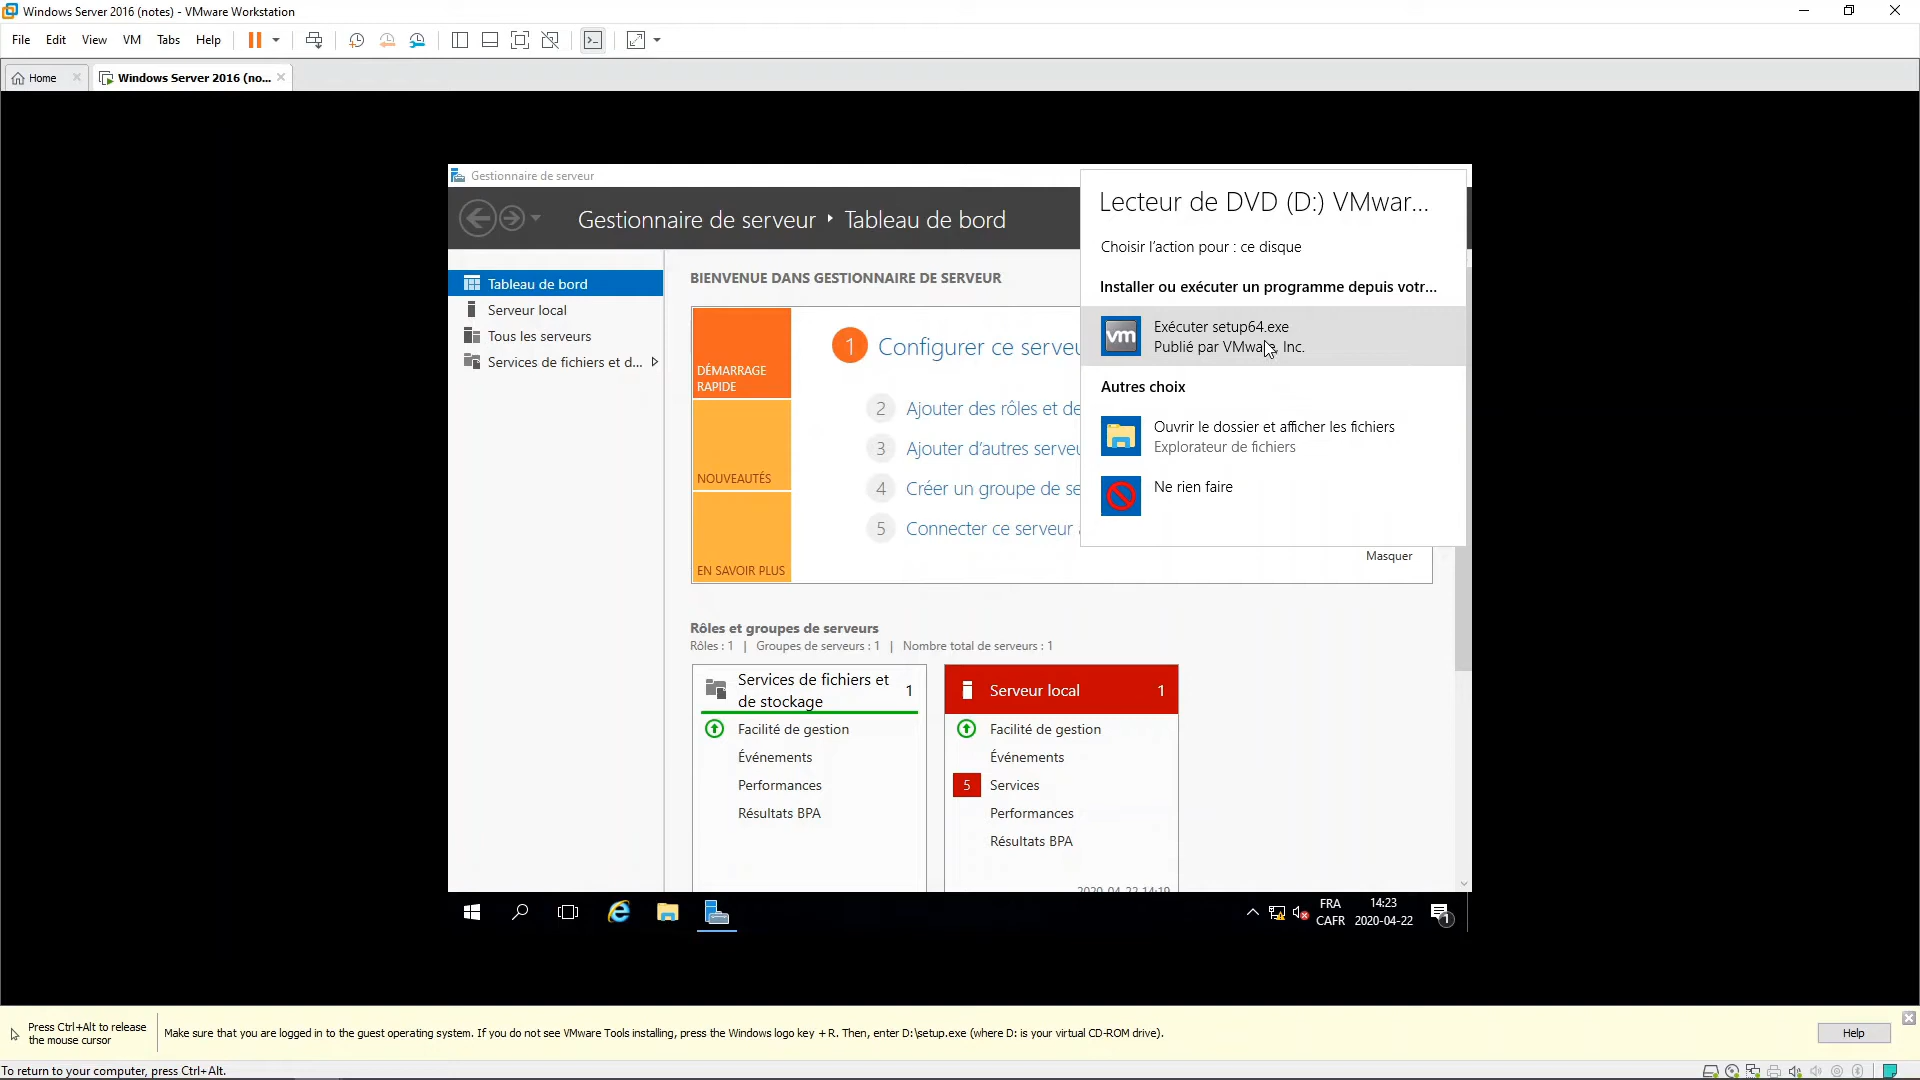 Windows Server 2016 (notes) - VMware Workstation
File Edit View VM Tabs Help
Home
Windows Server 2016 (no...
Gestionnaire de serveur
Gestionnaire de serveur ‣ Tableau de bord
Tableau de bord
Serveur local
Tous les serveurs
Services de fichiers et d...
BIENVENUE DANS GESTIONNAIRE DE SERVEUR
DÉMARRAGE
RAPIDE
NOUVEAUTÉS
EN SAVOIR PLUS
1 Configurer ce serveu
2 Ajouter des rôles et de
3 Ajouter d'autres serveu
4 Créer un groupe de se
5 Connecter ce serveur
Masquer
Lecteur de DVD (D:) VMwar...
Choisir l'action pour : ce disque
Installer ou exécuter un programme depuis votr...
vm
Exécuter setup64.exe
Publié par VMware, Inc.
Autres choix
Ouvrir le dossier et afficher les fichiers
Explorateur de fichiers
Ne rien faire
Rôles et groupes de serveurs
Rôles : 1 | Groupes de serveurs : 1 | Nombre total de serveurs : 1
Services de fichiers et
de stockage
1
Facilité de gestion
Événements
Performances
Résultats BPA
Serveur local 1
Facilité de gestion
Événements
5 Services
Performances
Résultats BPA
2020-04-22 14:19
FRA
CAFR
14:23
2020-04-22
1
Press Ctrl+Alt to release
the mouse cursor
Make sure that you are logged in to the guest operating system. If you do not see VMware Tools installing, press the Windows logo key + R. Then, enter D:\setup.exe (where D: is your virtual CD-ROM drive).
Help
To return to your computer, press Ctrl+Alt.